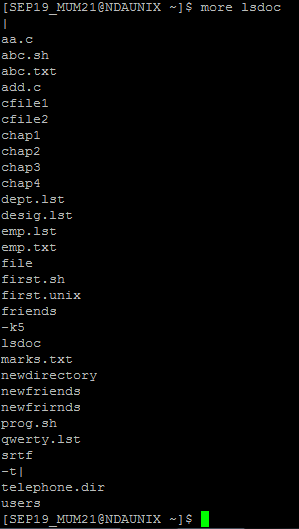 [SEP19_MUM21@NDAUNIX ~]$ more lsdoc
|
aa.c
abc.sh
abc.txt
add.c
cfile1
cfile2
chap1
chap2
chap3
chap4
dept.lst
desig.lst
emp.lst
emp.txt
file
first.sh
first.unix
friends
-k5
lsdoc
marks.txt
newdirectory
newfriends
newfrirnds
prog.sh
qwerty.lst
srtf
-t|
telephone.dir
users
[SEP19_MUM21@NDAUNIX ~]$